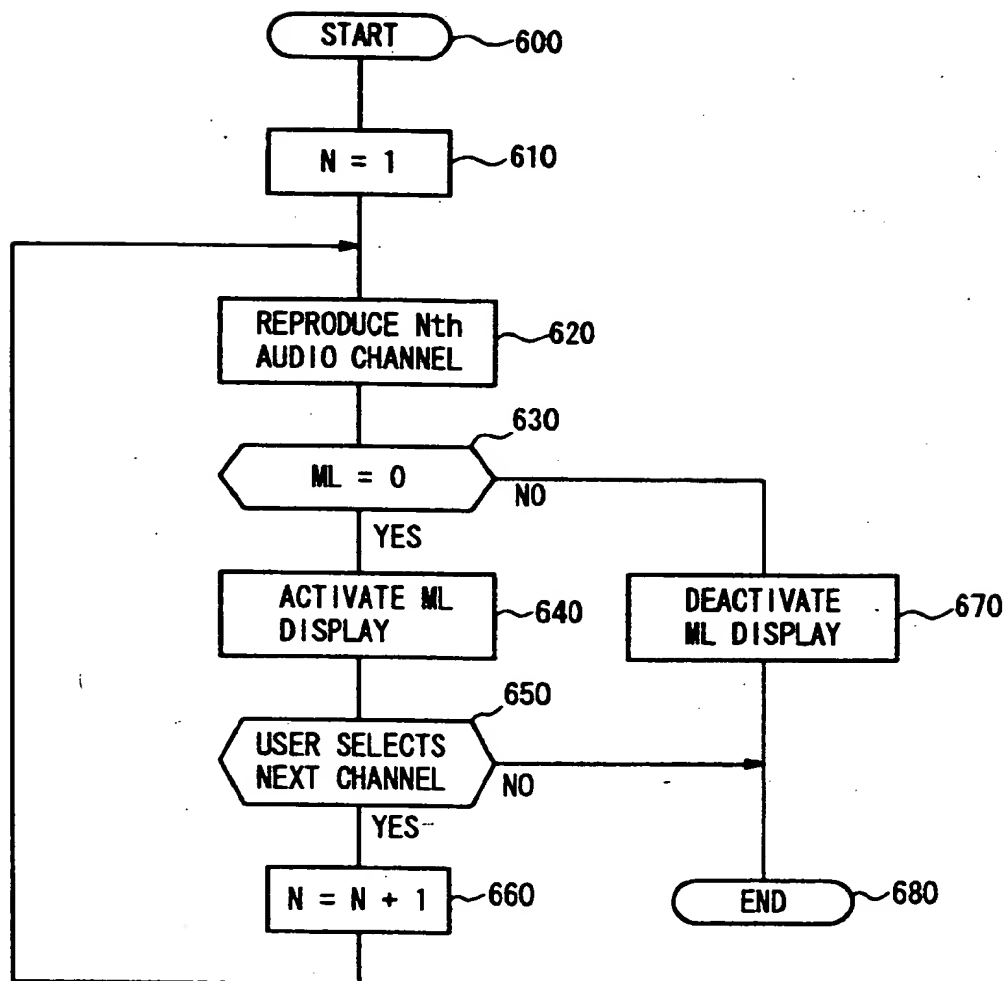 START
600
N = 1
610
REPRODUCE Nth
AUDIO CHANNEL
620
630
ML = 0
NO
YES
ACTIVATE ML
DISPLAY
640
DEACTIVATE
ML DISPLAY
670
650
USER SELECTS
NEXT CHANNEL
NO
YES
N = N + 1
660
END
680